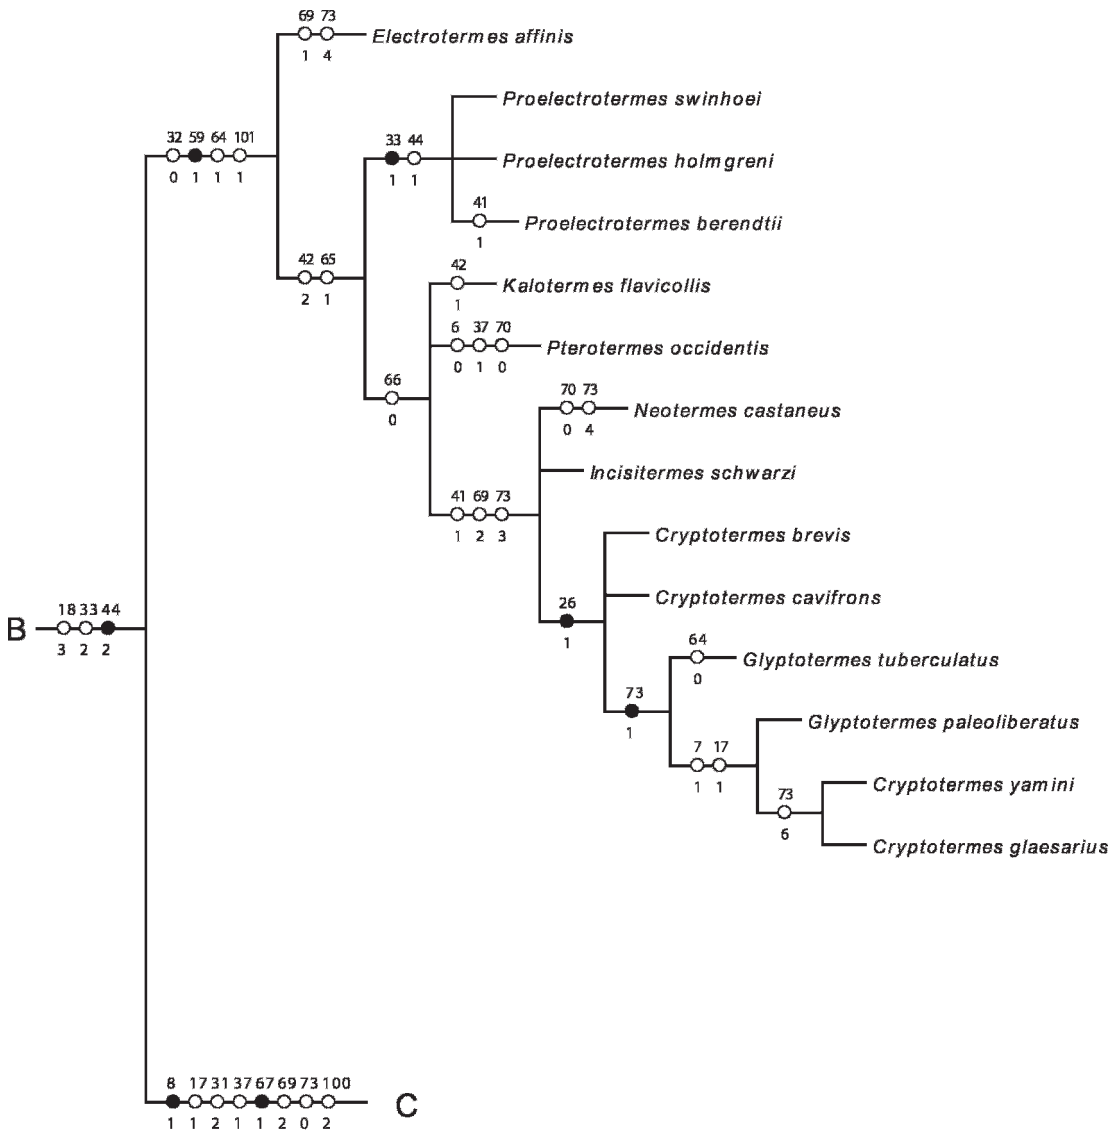 69 73
Electrotermes affinis
1 4
Proelectrotermes swinhoei
32 59 64 101
0 1 1 1
33 44
Proelectrotermes holmgreni
1 1
41
Proelectrotermes berendtii
1
42 65
2 1
42
Kalotermes flavicollis
1
6 37 70
Pterotermes occidentis
0 1 0
66
0
70 73
Neotermes castaneus
0 4
Incisitermes schwarzi
41 69 73
1 2 3
Cryptotermes brevis
26
Cryptotermes cavifrons
1
18 33 44
B
3 2 2
64
Glyptotermes tuberculatus
0
73
1
Glyptotermes paleoliberatus
7 17
1 1
Cryptotermes yamini
73
6
Cryptotermes glaesarius
8 17 31 37 67 69 73 100
C
1 1 2 1 1 2 0 2